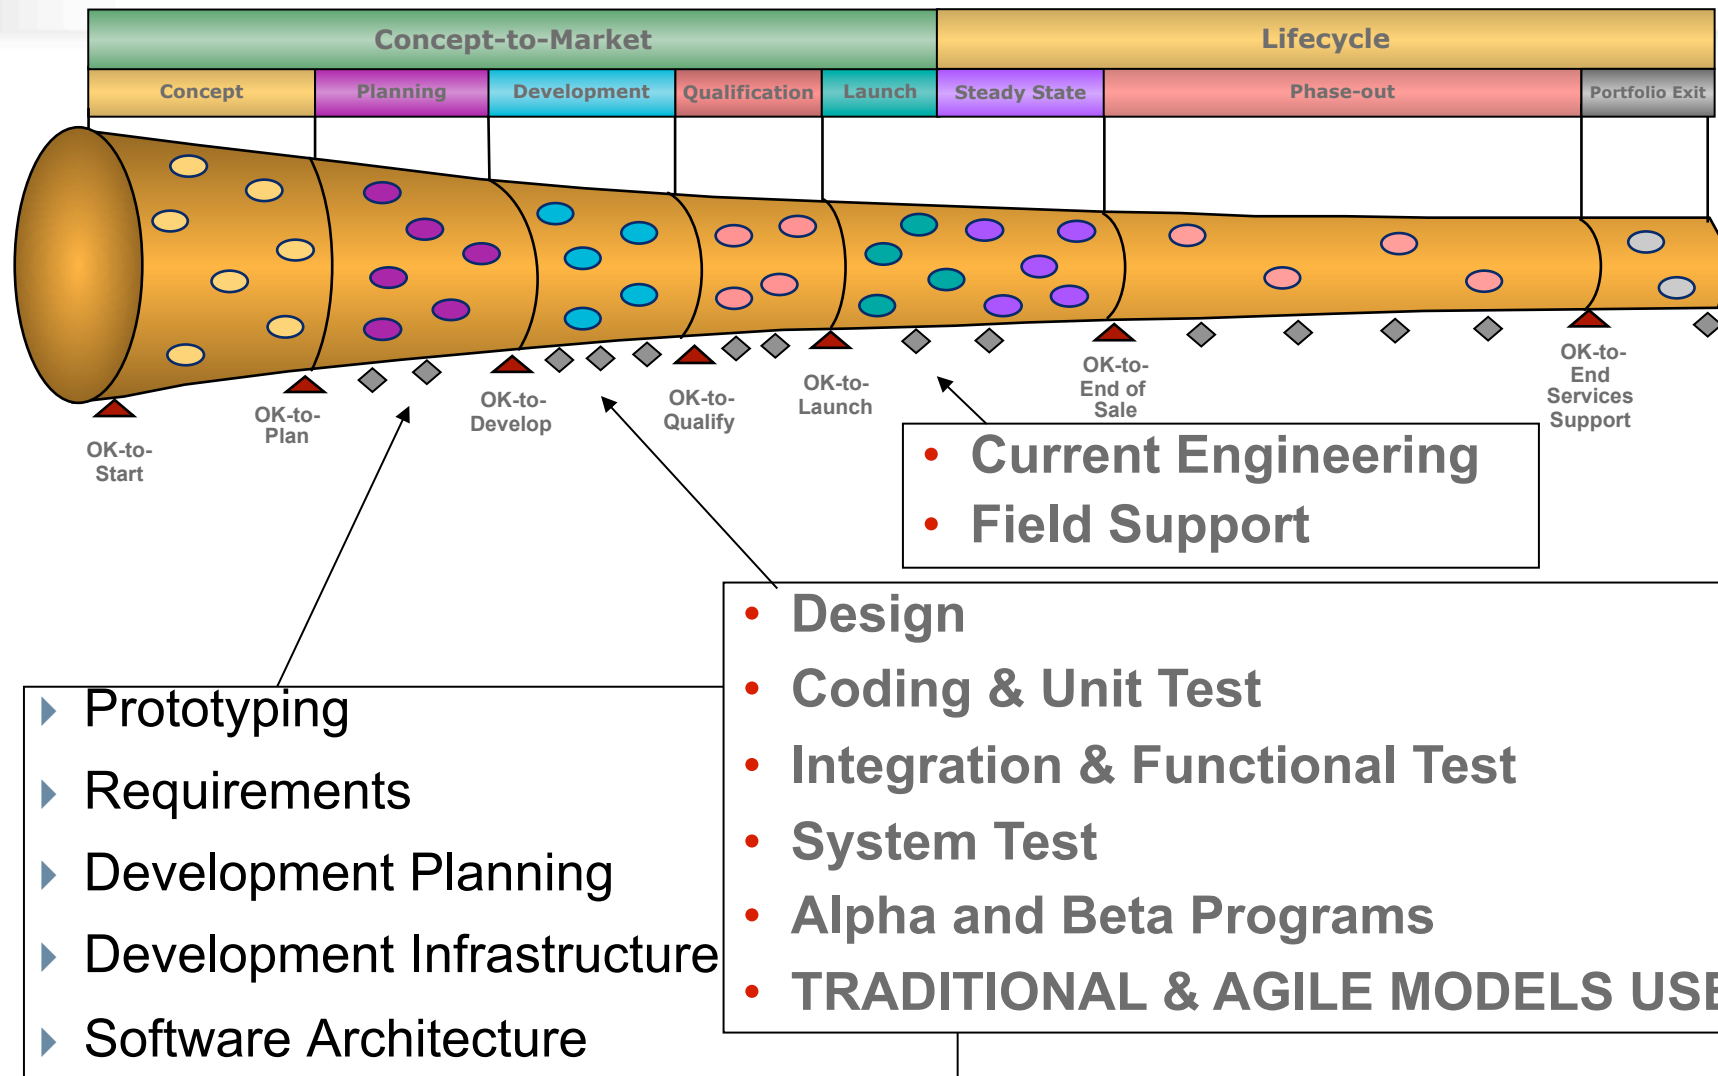 Concept-to-Market
Lifecycle
Concept
Planning
Development
Qualification
Launch
Steady State
Phase-out
Portfolio Exit
OK-to-
Start
OK-to-
Plan
OK-to-
Develop
OK-to-
Qualify
OK-to-
Launch
OK-to-
End of
Sale
OK-to-
End
Services
Support
• Current Engineering
• Field Support
• Design
• Coding & Unit Test
• Integration & Functional Test
• System Test
• Alpha and Beta Programs
• TRADITIONAL & AGILE MODELS USE
Prototyping
Requirements
Development Planning
Development Infrastructure
Software Architecture